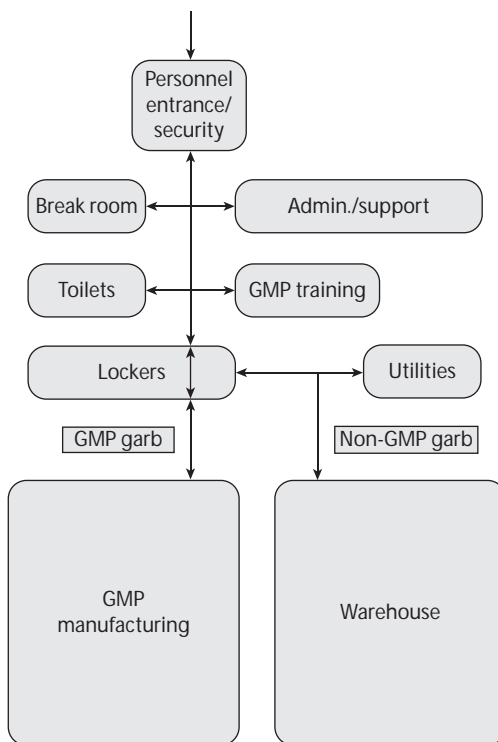 Personnel
entrance/
security
Break room
Admin./support
Toilets
GMP training
Lockers
Utilities
GMP garb
Non-GMP garb
GMP
manufacturing
Warehouse